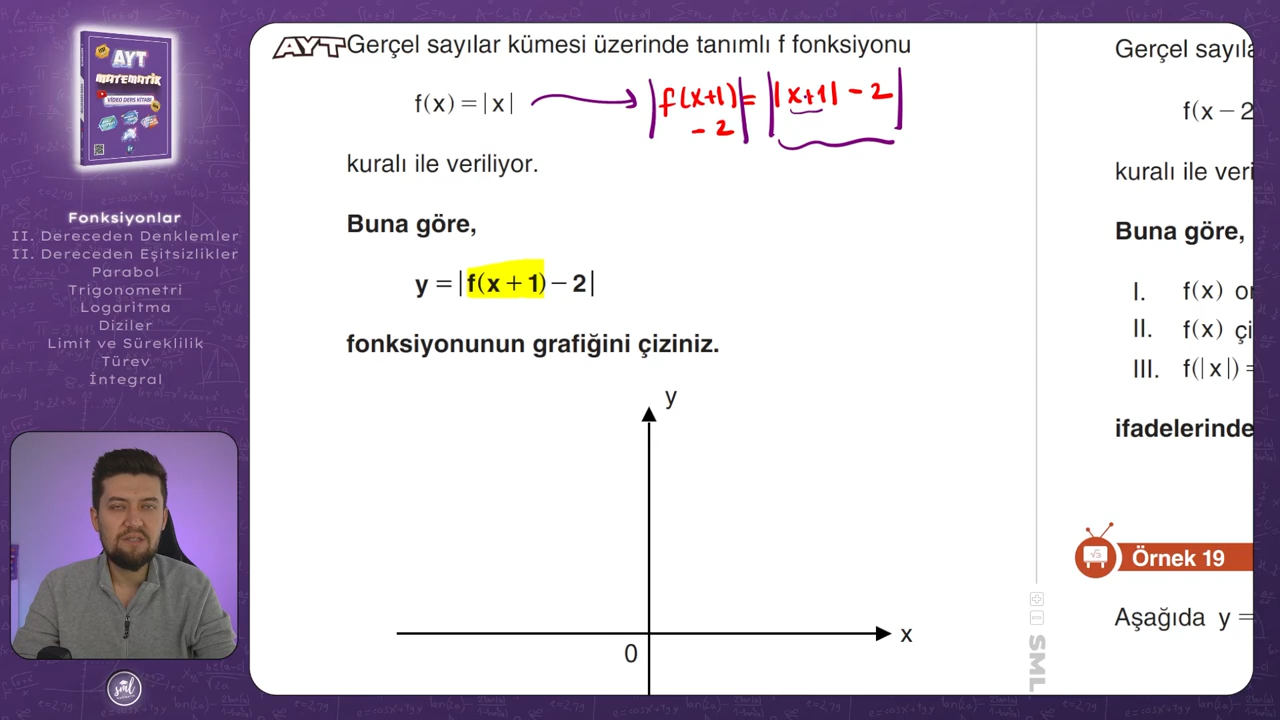 AYT
MATEMATİK
VİDEO DERS KİTABI
Fonksiyonlar
II. Dereceden Denklemler
II. Dereceden Eşitsizlikler
Parabol
Trigonometri
Logaritma
Diziler
Limit ve Süreklilik
Türev
İntegral
sml
AYT Gerçel sayılar kümesi üzerinde tanımlı f fonksiyonu
f(x) = |x| |f(x+1) - 2| = ||x+1| - 2|
kuralı ile veriliyor.
Buna göre,
y = |f(x + 1) − 2|
fonksiyonunun grafiğini çiziniz.
y
x
0
SML
Gerçel sayıla
f(x − 2
kuralı ile veri
Buna göre,
I. f(x) or
II. f(x) çi
III. f(|x|) =
ifadelerinde
√3
Örnek 19
Aşağıda y =